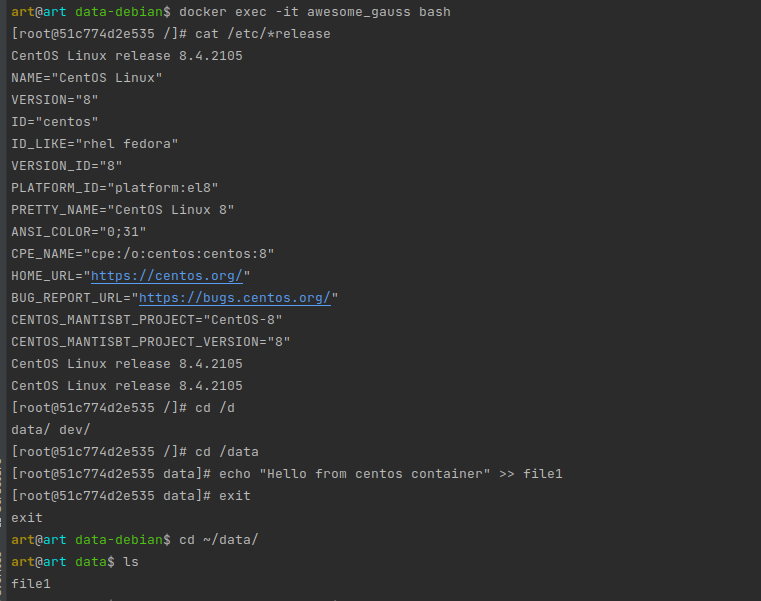 art@art data-debian$ docker exec -it awesome_gauss bash
[root@51c774d2e535 /]# cat /etc/*release
CentOS Linux release 8.4.2105
NAME="CentOS Linux"
VERSION="8"
ID="centos"
ID_LIKE="rhel fedora"
VERSION_ID="8"
PLATFORM_ID="platform:el8"
PRETTY_NAME="CentOS Linux 8"
ANSI_COLOR="0;31"
CPE_NAME="cpe:/o:centos:centos:8"
HOME_URL="https://centos.org/"
BUG_REPORT_URL="https://bugs.centos.org/"
CENTOS_MANTISBT_PROJECT="CentOS-8"
CENTOS_MANTISBT_PROJECT_VERSION="8"
CentOS Linux release 8.4.2105
CentOS Linux release 8.4.2105
[root@51c774d2e535 /]# cd /d
data/ dev/
[root@51c774d2e535 /]# cd /data
[root@51c774d2e535 data]# echo "Hello from centos container" >> file1
[root@51c774d2e535 data]# exit
exit
art@art data-debian$ cd ~/data/
art@art data$ ls
file1